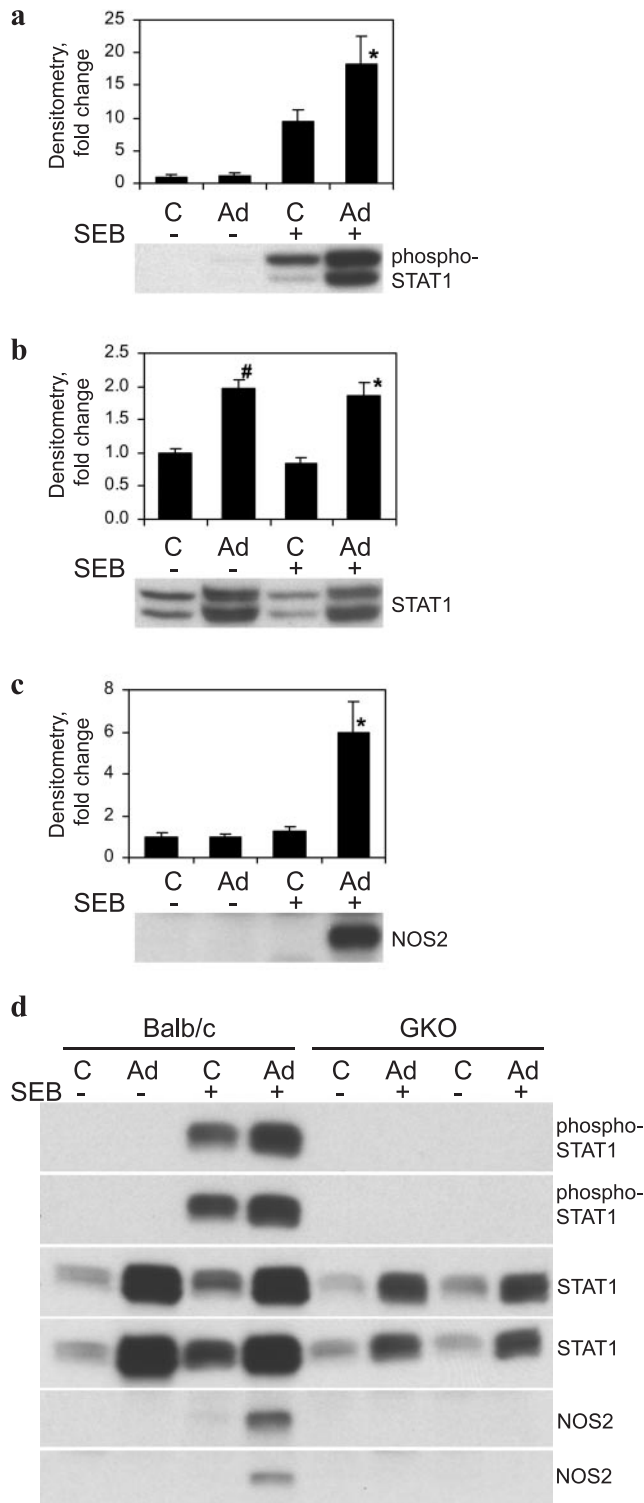 a
Densitometry,
fold change
25
20
15
10
5
0
C Ad C Ad
SEB - - + +
*
phospho-
STAT1
b
Densitometry,
fold change
2.5
2.0
1.5
1.0
0.5
0.0
# *
C Ad C Ad
SEB - - + +
STAT1
c
Densitometry,
fold change
8
6
4
2
0
*
C Ad C Ad
SEB - - + +
NOS2
d
Balb/c GKO
C Ad C Ad C Ad C Ad
SEB - - + + - + - +
phospho-
STAT1
phospho-
STAT1
STAT1
STAT1
NOS2
NOS2